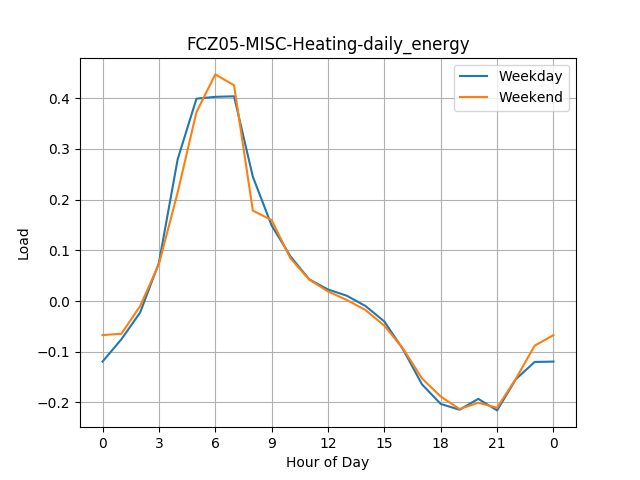 FCZ05-MISC-Heating-daily_energy
Weekday
Weekend
Load
0.4
0.3
0.2
0.1
0.0
−0.1
−0.2
0 3 6 9 12 15 18 21 0
Hour of Day